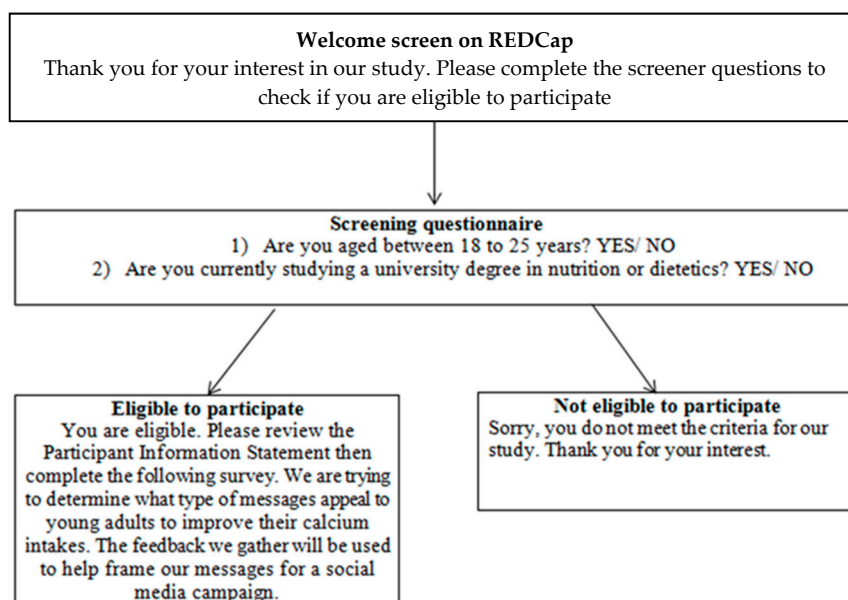 Welcome screen on REDCap
Thank you for your interest in our study. Please complete the screener questions to
check if you are eligible to participate
Screening questionnaire
1) Are you aged between 18 to 25 years? YES/ NO
2) Are you currently studying a university degree in nutrition or dietetics? YES/ NO
Eligible to participate
You are eligible. Please review the
Participant Information Statement then
complete the following survey. We are trying
to determine what type of messages appeal to
young adults to improve their calcium
intakes. The feedback we gather will be used
to help frame our messages for a social
media campaign.
Not eligible to participate
Sorry, you do not meet the criteria for our
study. Thank you for your interest.